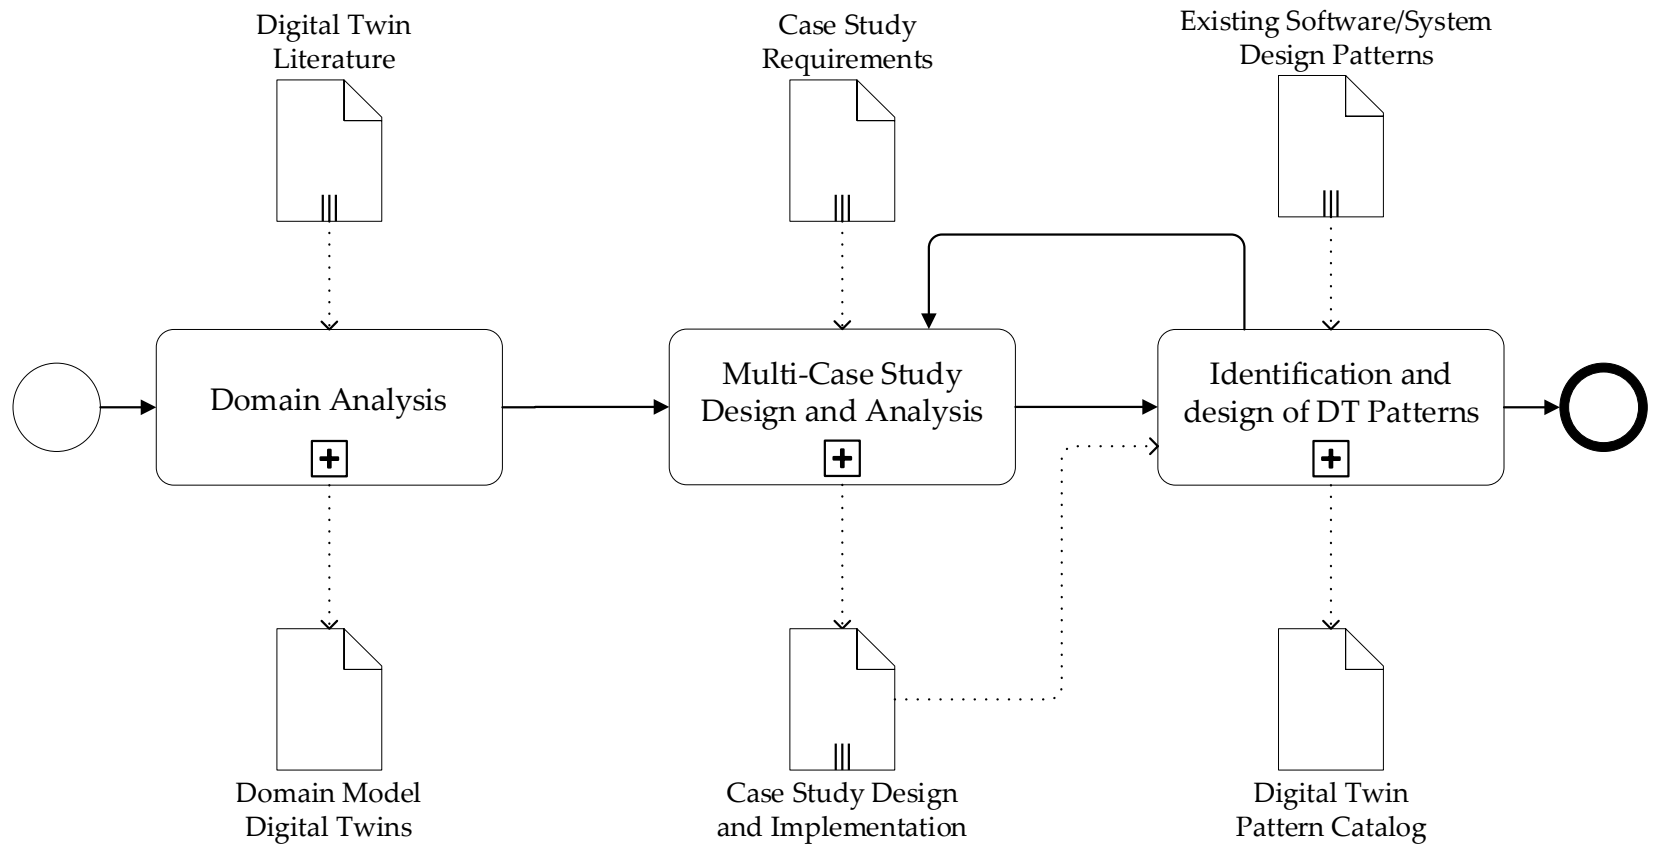 Digital Twin
Literature
Case Study
Requirements
Existing Software/System
Design Patterns
Domain Analysis
Multi-Case Study
Design and Analysis
Identification and
design of DT Patterns
Domain Model
Digital Twins
Case Study Design
and Implementation
Digital Twin
Pattern Catalog